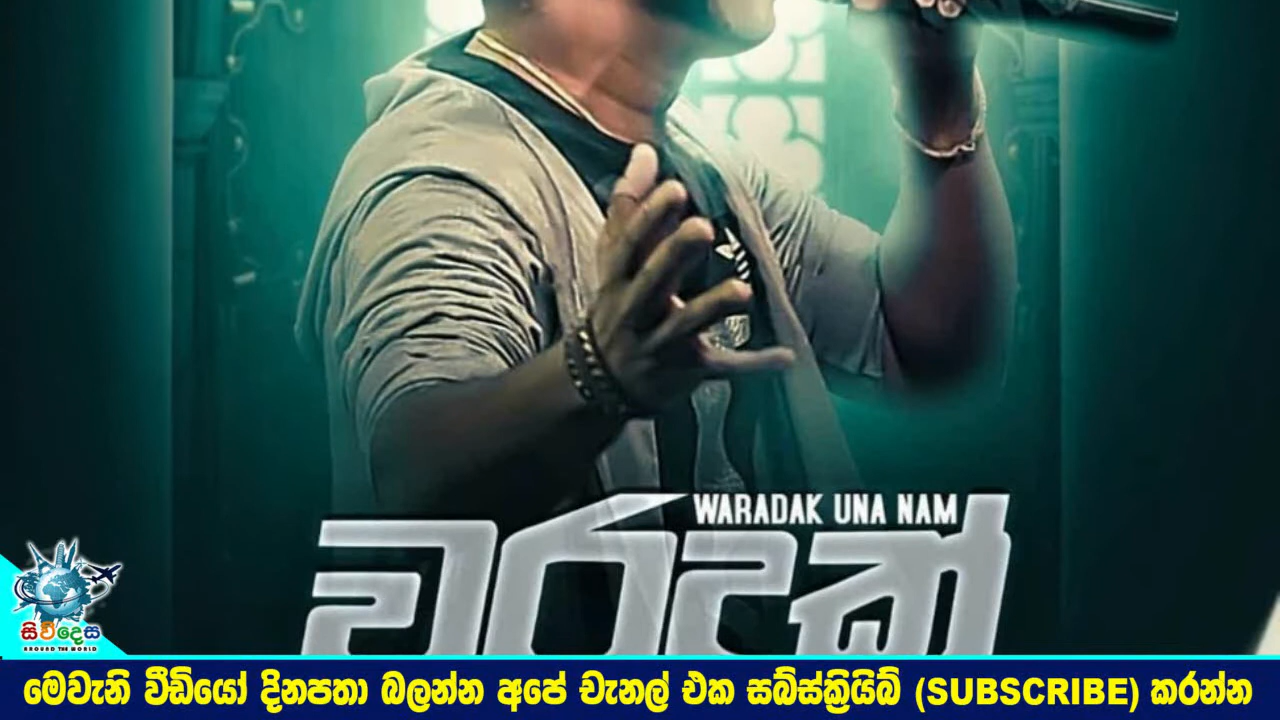 WARADAK UNA NAM
වරදක්
සිව්දෙස
AROUND THE WORLD
මෙවැනි වීඩියෝ දිනපතා බලන්න අපේ චැනල් එක සබ්ස්ක්‍රයිබ් (SUBSCRIBE) කරන්න